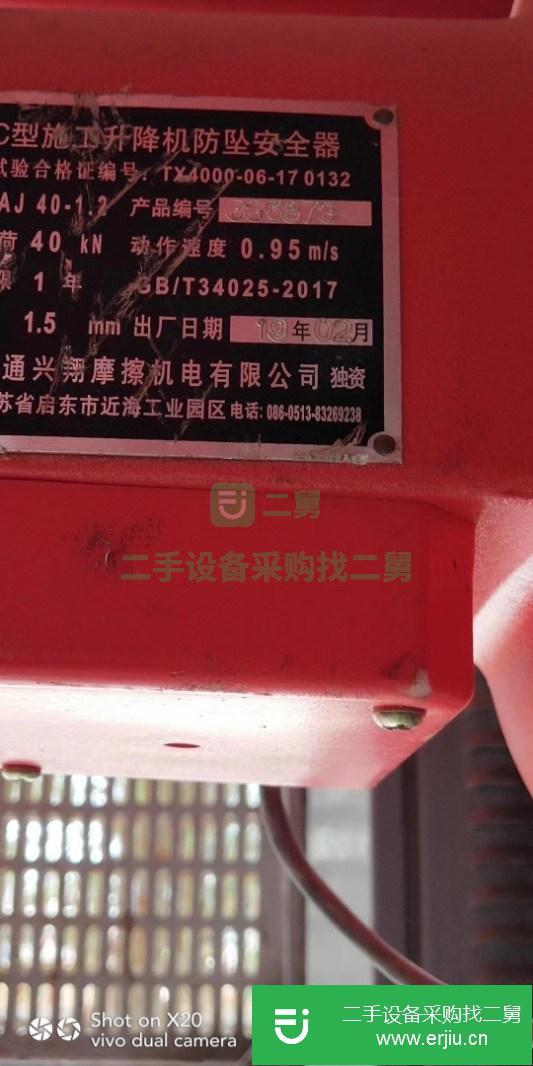 C型施工升降机防坠安全器
试验合格证编号: TX4000-06-17 0132
AJ 40-1.2 产品编号
荷 40 kN 动作速度 0.95 m/s
限 1 年 GB/T34025-2017
1.5 mm 出厂日期 19年02月
通兴翔摩擦机电有限公司 独资
苏省启东市近海工业园区 电话: 086-0513-83269238
二舅
二手设备采购找二舅
Shot on X20
vivo dual camera
二手设备采购找二舅
www.erjiu.cn